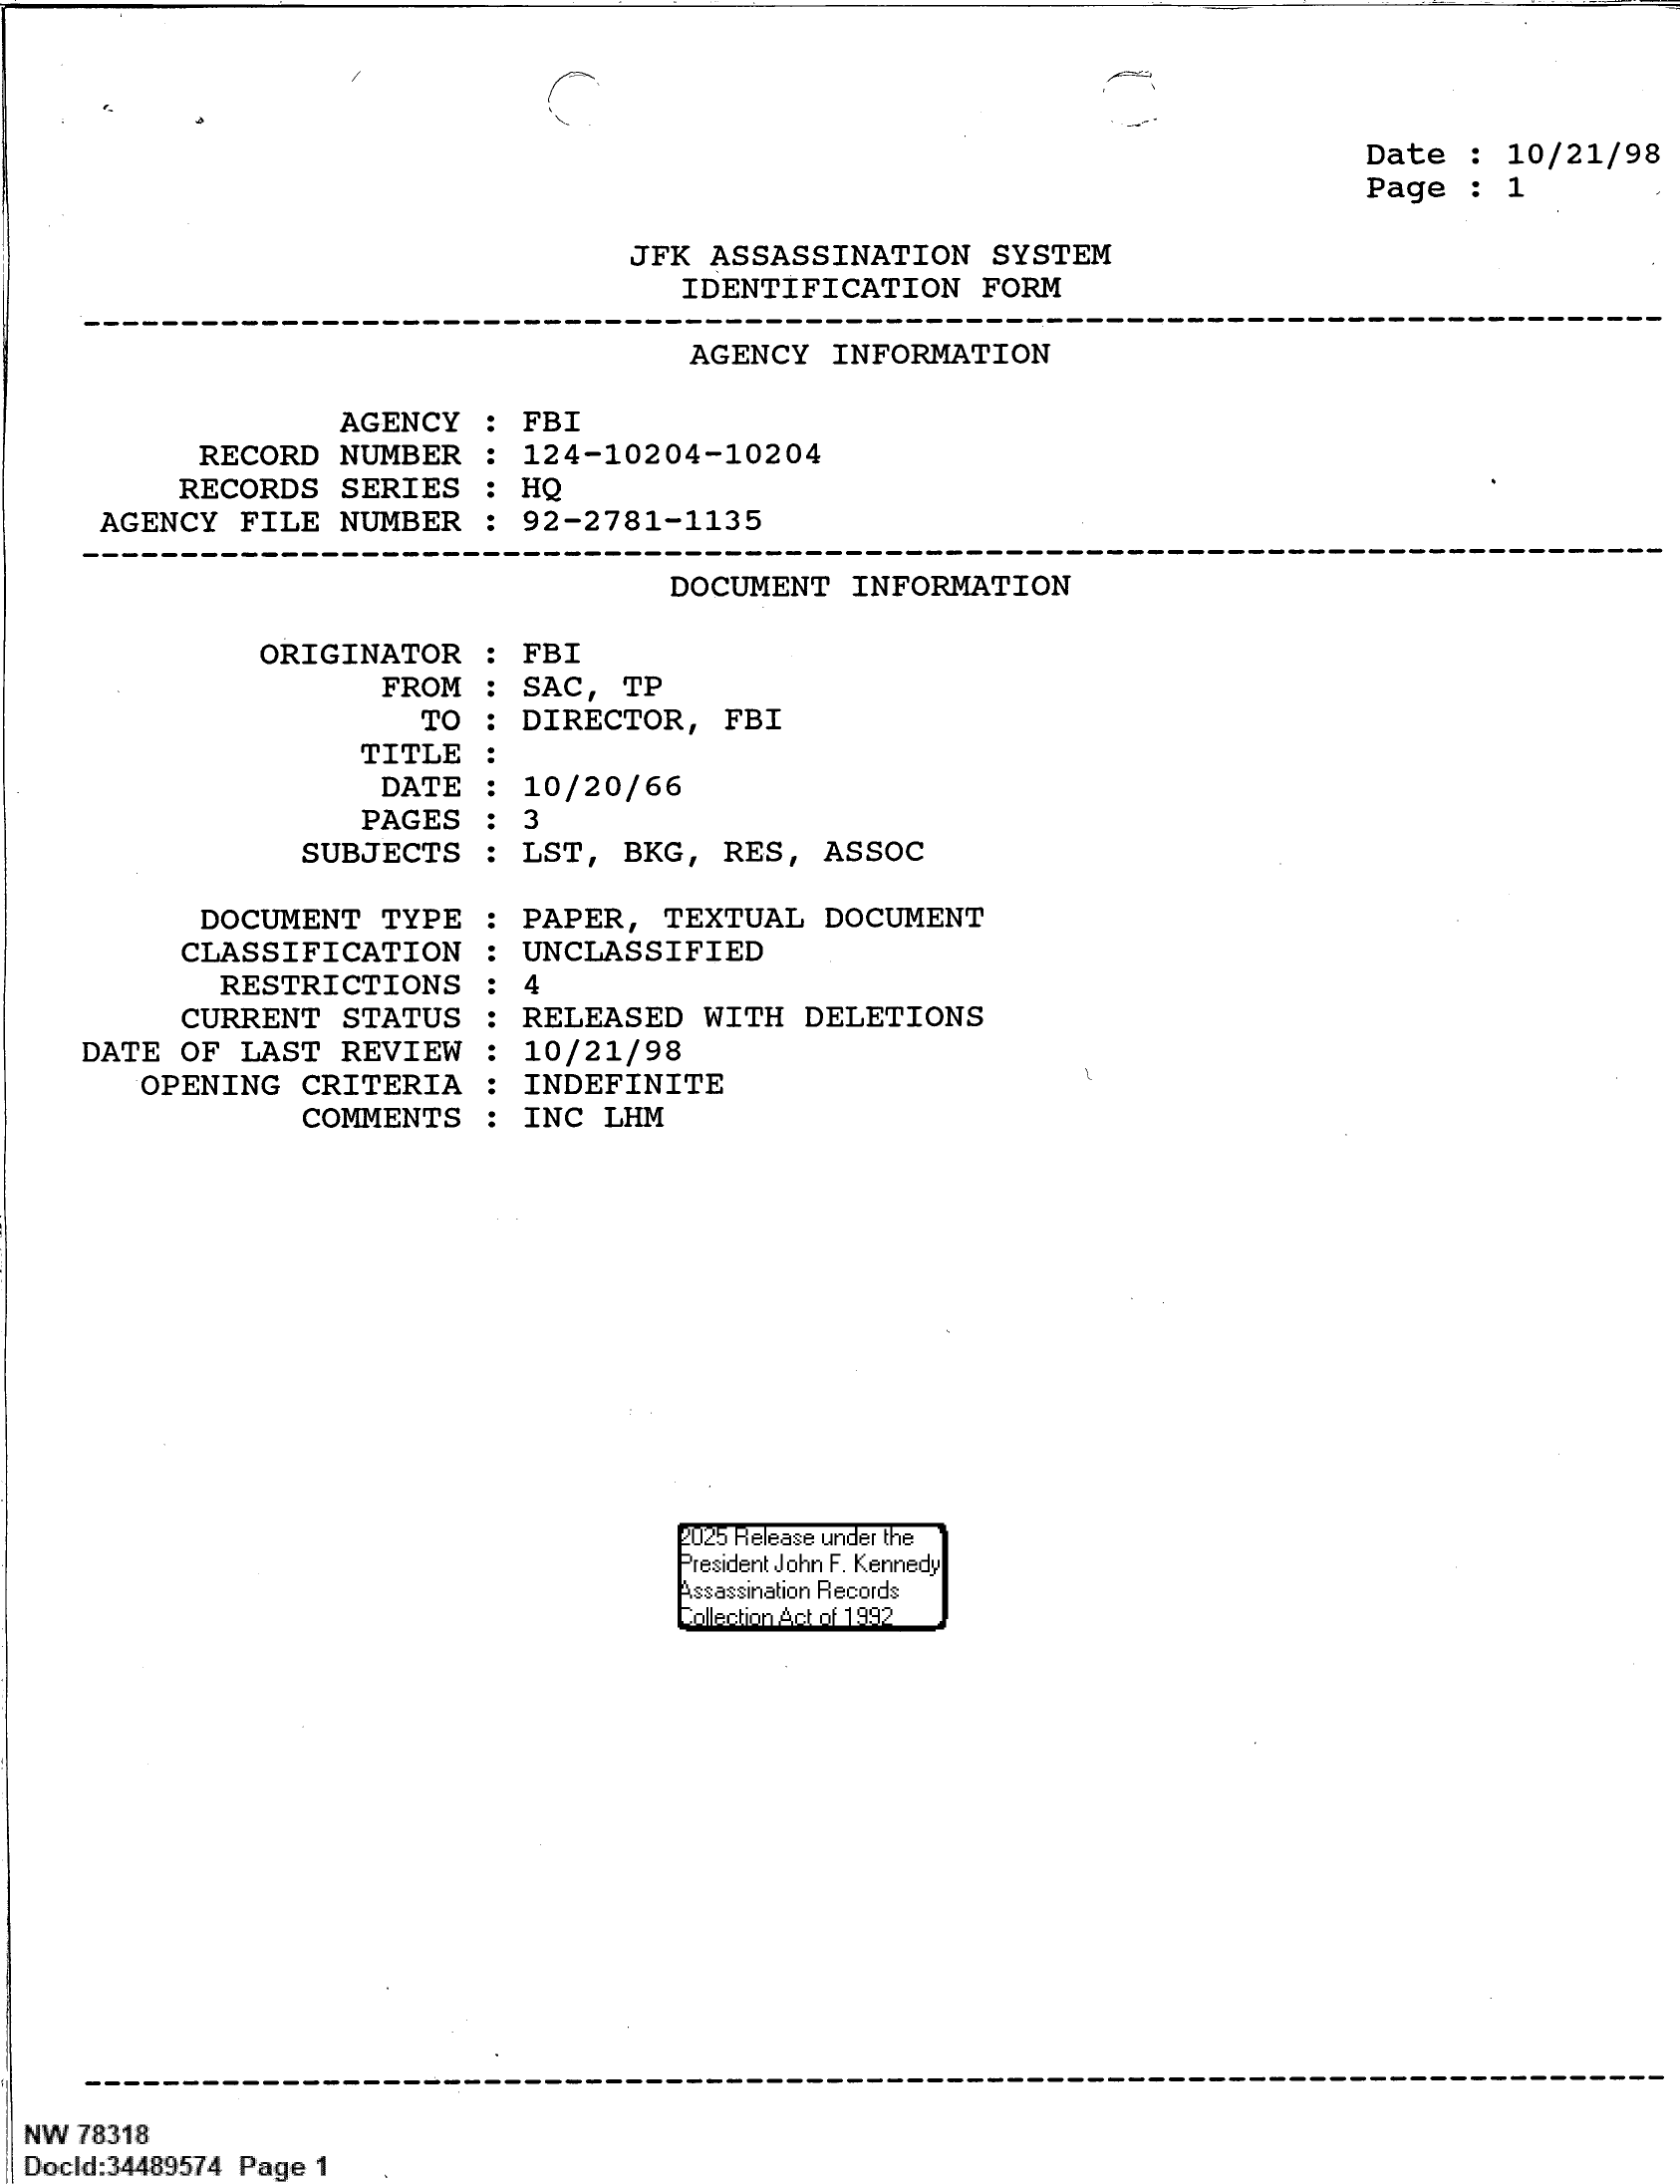 Date : 10/21/98
Page : 1
JFK ASSASSINATION SYSTEM
IDENTIFICATION FORM
--------------------------------------------------------------------------------
AGENCY INFORMATION
AGENCY : FBI
RECORD NUMBER : 124-10204-10204
RECORDS SERIES : HQ
AGENCY FILE NUMBER : 92-2781-1135
--------------------------------------------------------------------------------
DOCUMENT INFORMATION
ORIGINATOR : FBI
FROM : SAC, TP
TO : DIRECTOR, FBI
TITLE :
DATE : 10/20/66
PAGES : 3
SUBJECTS : LST, BKG, RES, ASSOC
DOCUMENT TYPE : PAPER, TEXTUAL DOCUMENT
CLASSIFICATION : UNCLASSIFIED
RESTRICTIONS : 4
CURRENT STATUS : RELEASED WITH DELETIONS
DATE OF LAST REVIEW : 10/21/98
OPENING CRITERIA : INDEFINITE
COMMENTS : INC LHM
2025 Release under the
President John F. Kennedy
Assassination Records
Collection Act of 1992
--------------------------------------------------------------------------------
NW 78318
DocId:34489574 Page 1